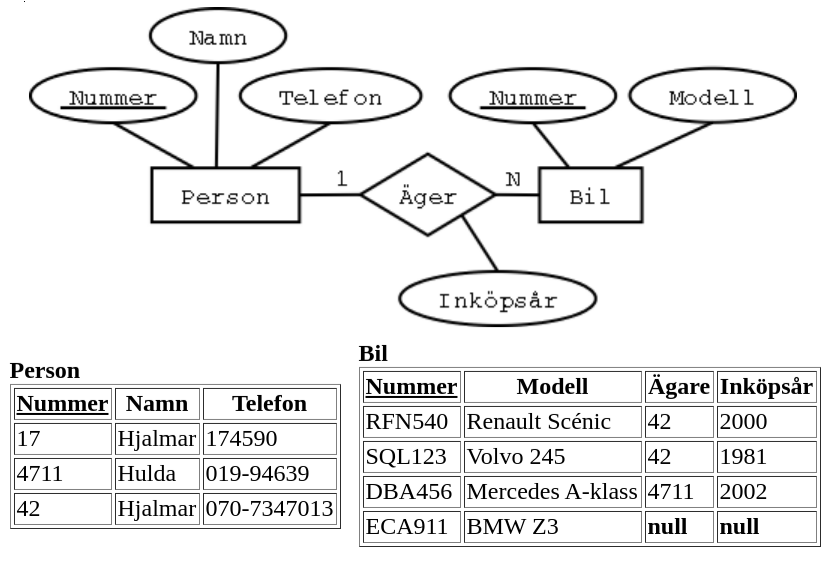 Namn
Nummer Telefon Nummer Modell
Person 1 Äger N Bil
Inköpsår
Person
Nummer Namn Telefon
17 Hjalmar 174590
4711 Hulda 019-94639
42 Hjalmar 070-7347013
Bil
Nummer Modell Ägare Inköpsår
RFN540 Renault Scénic 42 2000
SQL123 Volvo 245 42 1981
DBA456 Mercedes A-klass 4711 2002
ECA911 BMW Z3 null null